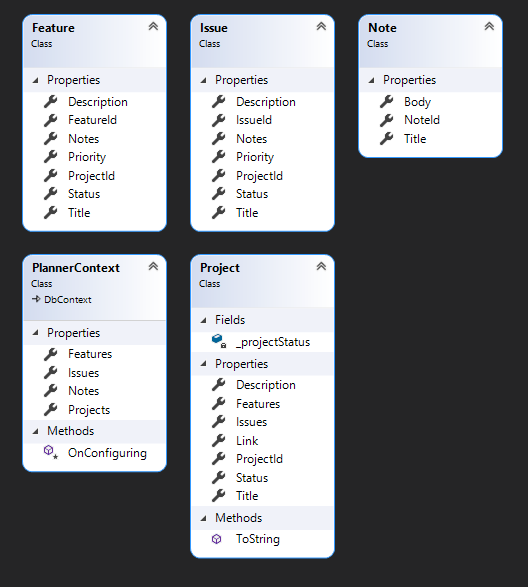 Feature
Class
Properties
Description
FeatureId
Notes
Priority
ProjectId
Status
Title
Issue
Class
Properties
Description
IssueId
Notes
Priority
ProjectId
Status
Title
Note
Class
Properties
Body
NoteId
Title
PlannerContext
Class
DbContext
Properties
Features
Issues
Notes
Projects
Methods
OnConfiguring
Project
Class
Fields
_projectStatus
Properties
Description
Features
Issues
Link
ProjectId
Status
Title
Methods
ToString